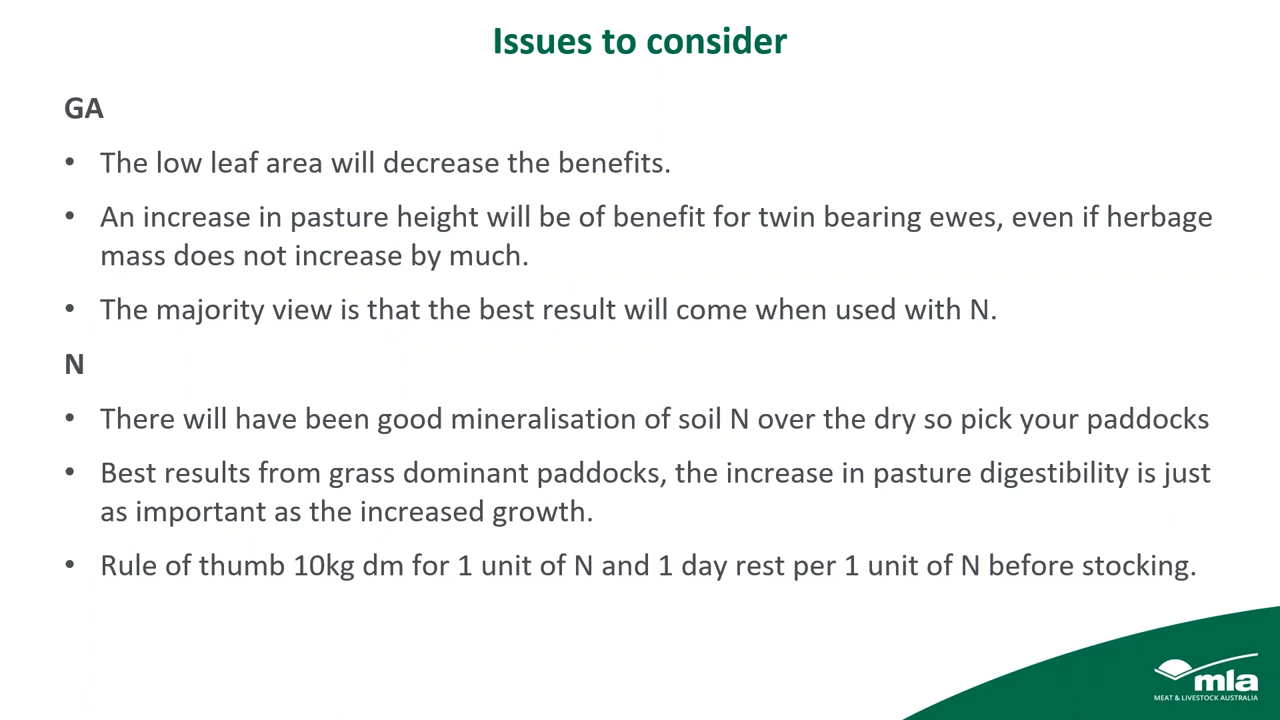 Issues to consider
GA
• The low leaf area will decrease the benefits.
• An increase in pasture height will be of benefit for twin bearing ewes, even if herbage
mass does not increase by much.
• The majority view is that the best result will come when used with N.
N
• There will have been good mineralisation of soil N over the dry so pick your paddocks
• Best results from grass dominant paddocks, the increase in pasture digestibility is just
as important as the increased growth.
• Rule of thumb 10kg dm for 1 unit of N and 1 day rest per 1 unit of N before stocking.
mla
MEAT & LIVESTOCK AUSTRALIA